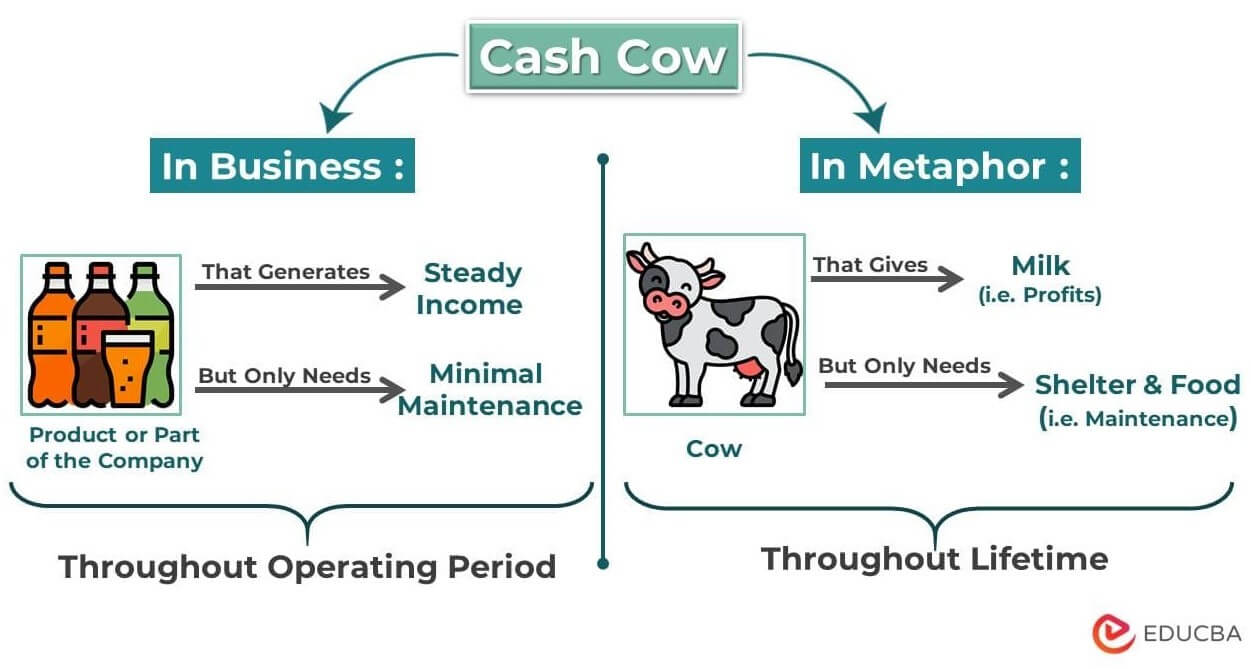 Cash Cow
In Business :
That Generates
Steady
Income
But Only Needs
Minimal
Maintenance
Product or Part
of the Company
Throughout Operating Period
In Metaphor :
That Gives
Milk
(i.e. Profits)
But Only Needs
Shelter & Food
(i.e. Maintenance)
Cow
Throughout Lifetime
EDUCBA